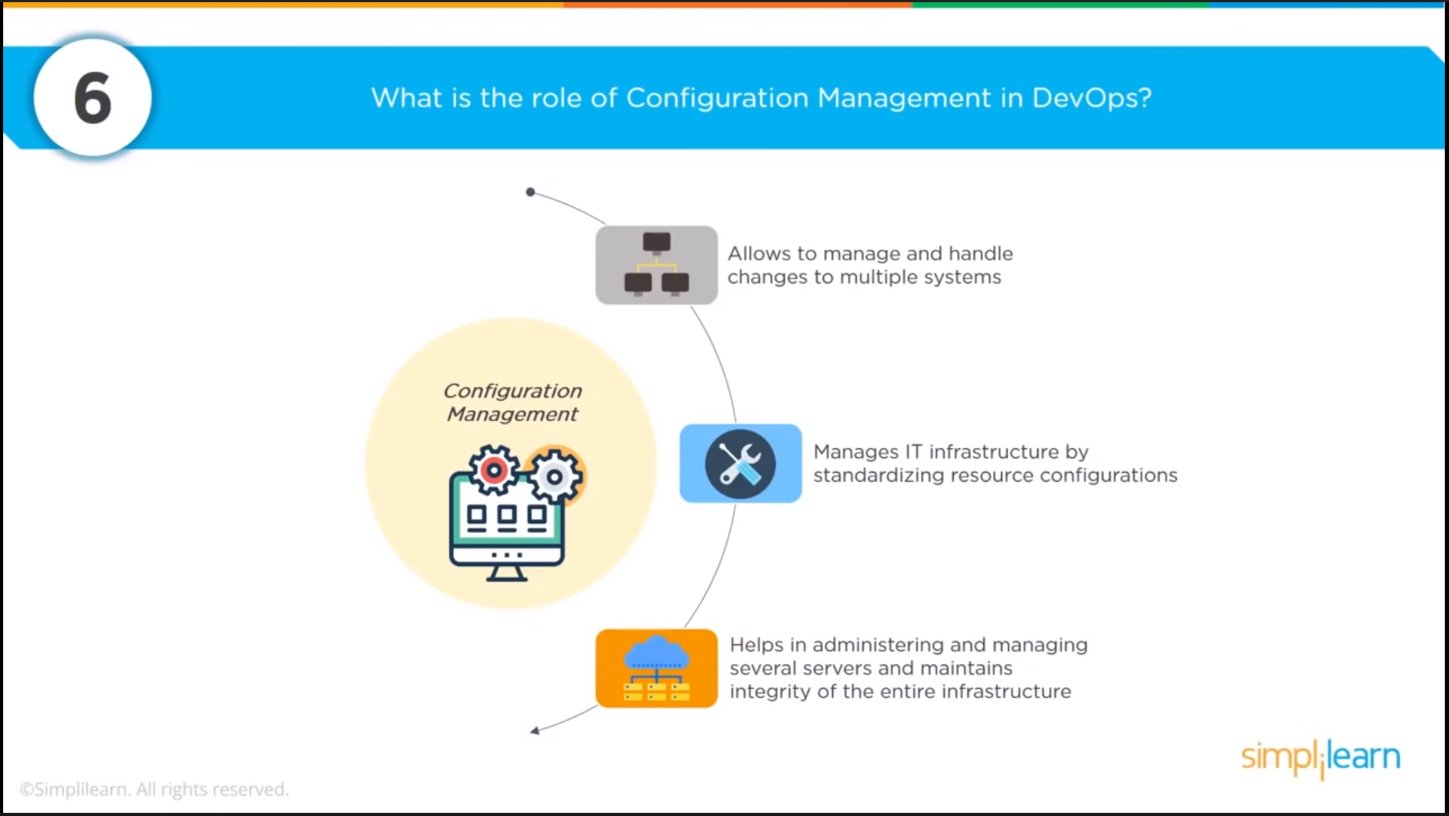 6
What is the role of Configuration Management in DevOps?
Allows to manage and handle
changes to multiple systems
Configuration
Management
Manages IT infrastructure by
standardizing resource configurations
Helps in administering and managing
several servers and maintains
integrity of the entire infrastructure
simplilearn
©Simplilearn. All rights reserved.